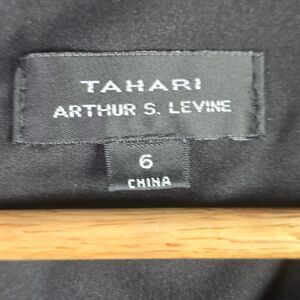 TAHARI
ARTHUR S. LEVINE
6
CHINA